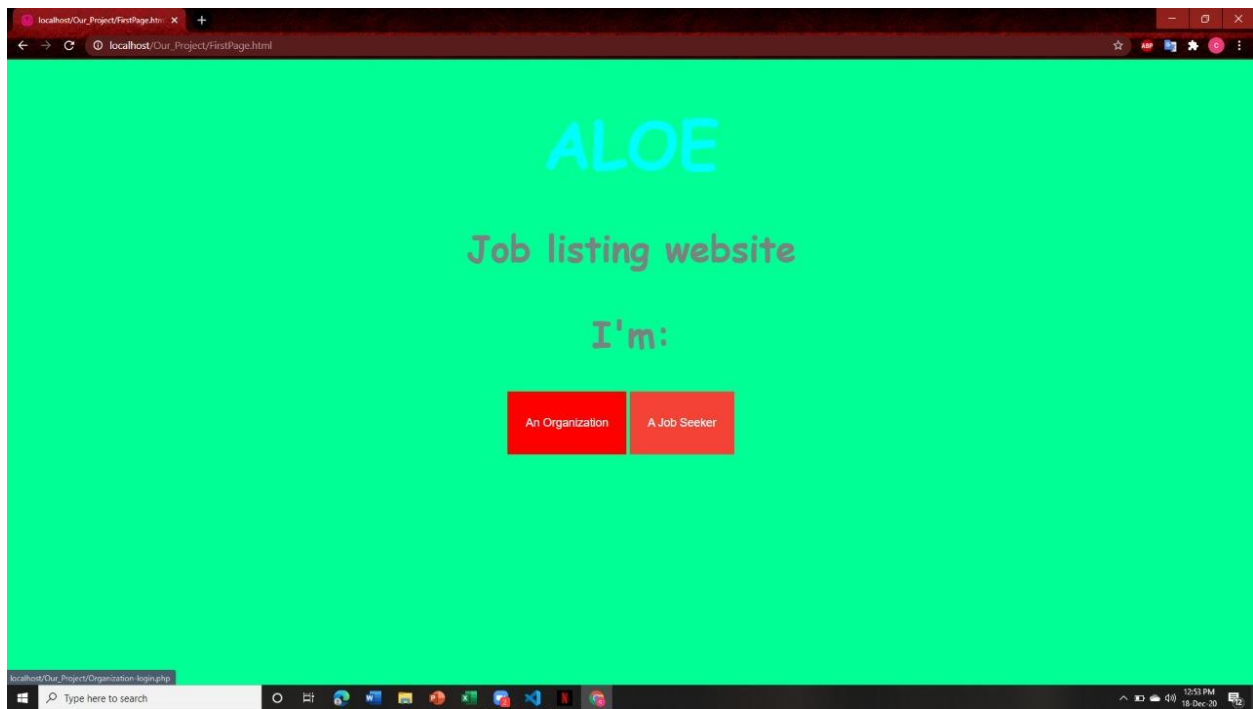 localhost/Our_Project/FirstPage.htm
localhost/Our_Project/FirstPage.html
ABP
C
ALOE
Job listing website
I'm:
An Organization
A Job Seeker
localhost/Our_Project/Organization-login.php
Type here to search
12:53 PM
18-Dec-20